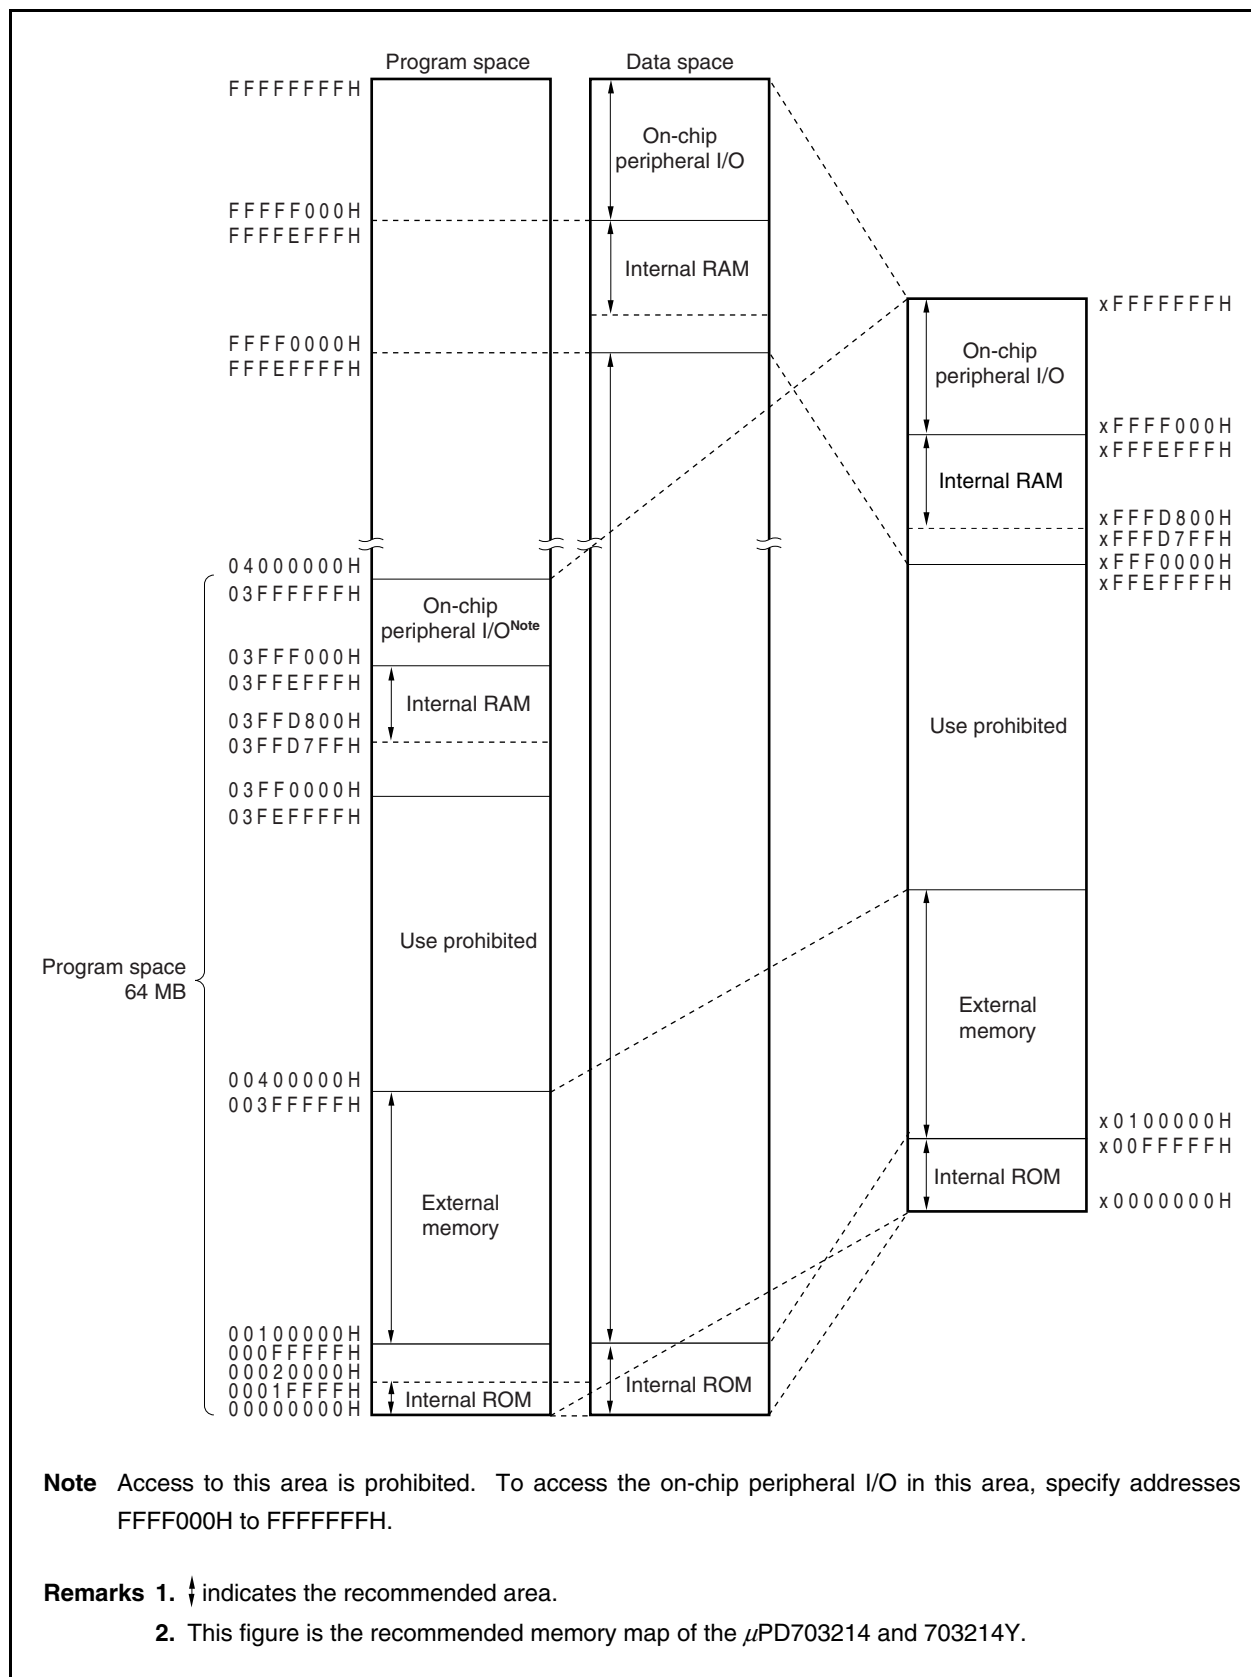 Program space
Data space
FFFFFFFFH
On-chip
peripheral I/O
FFFFF000H
FFFFEFFFH
Internal RAM
FFFF0000H
FFFEFFFFH
xFFFFFFFH
On-chip
peripheral I/O
xFFFF000H
xFFFEFFFH
Internal RAM
xFFFD800H
xFFFD7FFH
xFFF0000H
xFFEFFFFH
04000000H
03FFFFFFH
On-chip
peripheral I/ONote
03FFF000H
03FFEFFFH
Internal RAM
03FFD800H
03FFD7FFH
03FF0000H
03FEFFFFH
Use prohibited
Use prohibited
Program space
64 MB
External
memory
00400000H
003FFFFFH
x0100000H
x00FFFFFH
Internal ROM
x0000000H
External
memory
00100000H
000FFFFFH
00020000H
0001FFFFH
00000000H
Internal ROM
Internal ROM
Note Access to this area is prohibited. To access the on-chip peripheral I/O in this area, specify addresses
FFFF000H to FFFFFFFH.
Remarks 1. ↕ indicates the recommended area.
2. This figure is the recommended memory map of the μPD703214 and 703214Y.